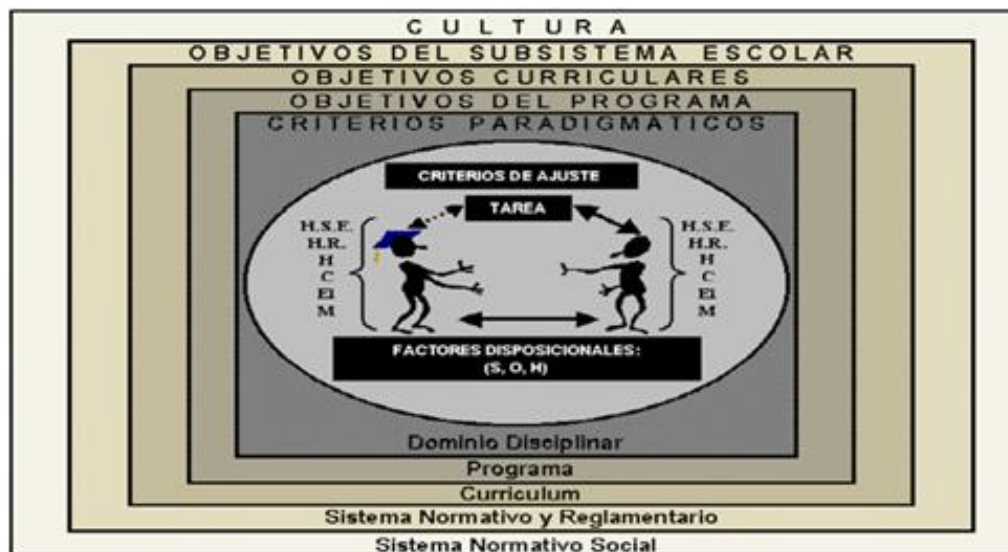 CULTURA
OBJETIVOS DEL SUBSISTEMA ESCOLAR
OBJETIVOS CURRICULARES
OBJETIVOS DEL PROGRAMA
CRITERIOS PARADIGMÁTICOS
CRITERIOS DE AJUSTE
TAREA
H.S.E.
H.R.
H
C
EI
M
H.S.E.
H.R.
H
C
EI
M
FACTORES DISPOSICIONALES:
(S, O, H)
Dominio Disciplinar
Programa
Curriculum
Sistema Normativo y Reglamentario
Sistema Normativo Social